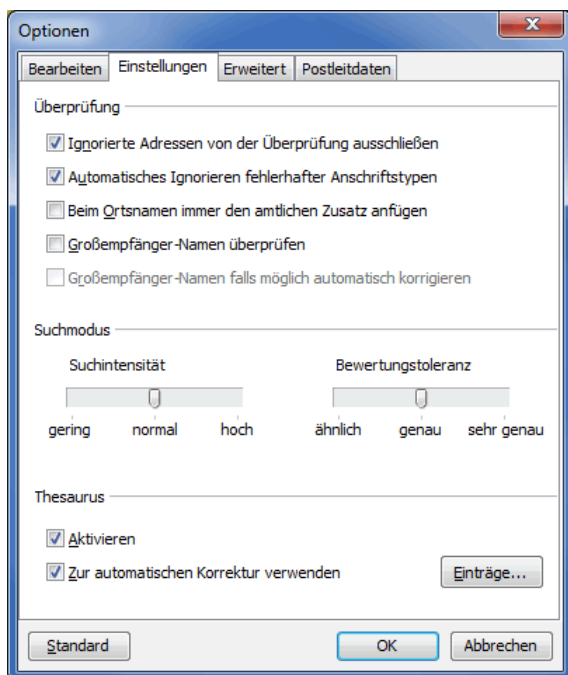 Optionen
Bearbeiten Einstellungen Erweitert Postleitdaten
Überprüfung
Ignorierte Adressen von der Überprüfung ausschließen
Automatisches Ignorieren fehlerhafter Anschriftstypen
Beim Ortsnamen immer den amtlichen Zusatz anfügen
Großempfänger-Namen überprüfen
Großempfänger-Namen falls möglich automatisch korrigieren
Suchmodus
Suchintensität Bewertungstoleranz
gering normal hoch ähnlich genau sehr genau
Thesaurus
Aktivieren
Zur automatischen Korrektur verwenden Einträge...
Standard OK Abbrechen